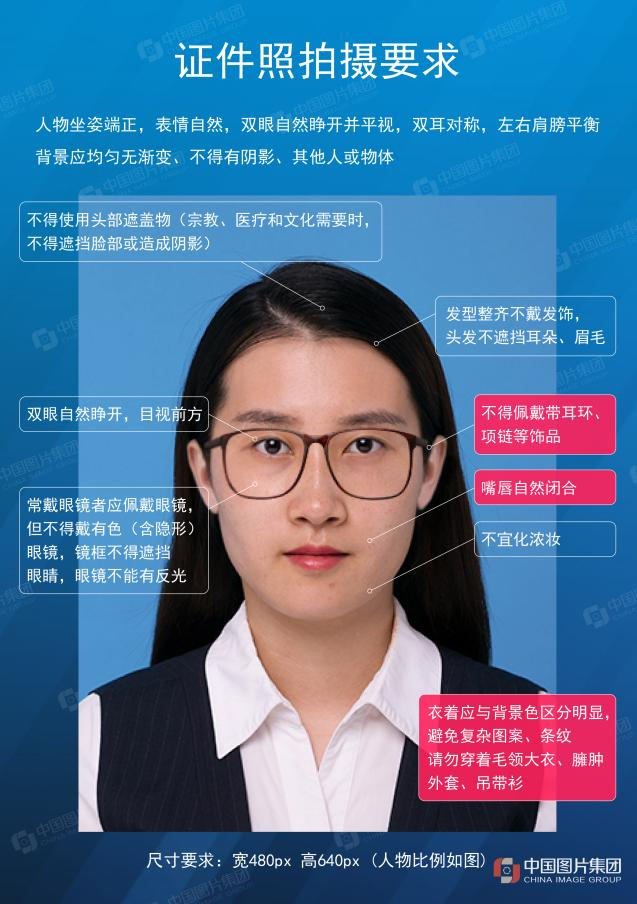 证件照拍摄要求
人物坐姿端正，表情自然，双眼自然睁开并平视，双耳对称，左右肩膀平衡
背景应均匀无渐变、不得有阴影、其他人或物体
不得使用头部遮盖物（宗教、医疗和文化需要时，
不得遮挡脸部或造成阴影）
发型整齐不戴发饰，
头发不遮挡耳朵、眉毛
双眼自然睁开，目视前方
不得佩戴带耳环、
项链等饰品
常戴眼镜者应佩戴眼镜，
但不得戴有色（含隐形）
眼镜，镜框不得遮挡
眼睛，眼镜不能有反光
嘴唇自然闭合
不宜化浓妆
衣着应与背景色区分明显，
避免复杂图案、条纹
请勿穿着毛领大衣、臃肿
外套、吊带衫
尺寸要求：宽480px 高640px（人物比例如图）
中国图片集团
CHINA IMAGE GROUP